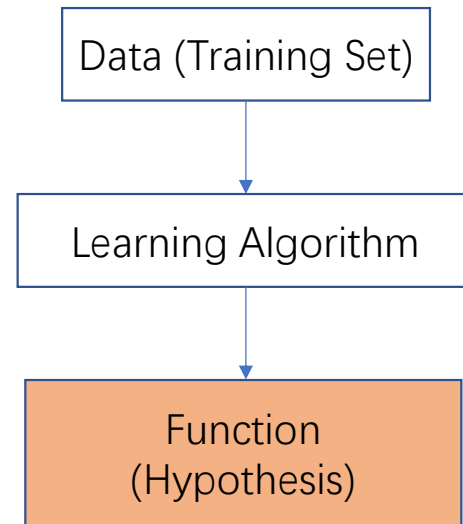 Data (Training Set)
Learning Algorithm
Function
(Hypothesis)